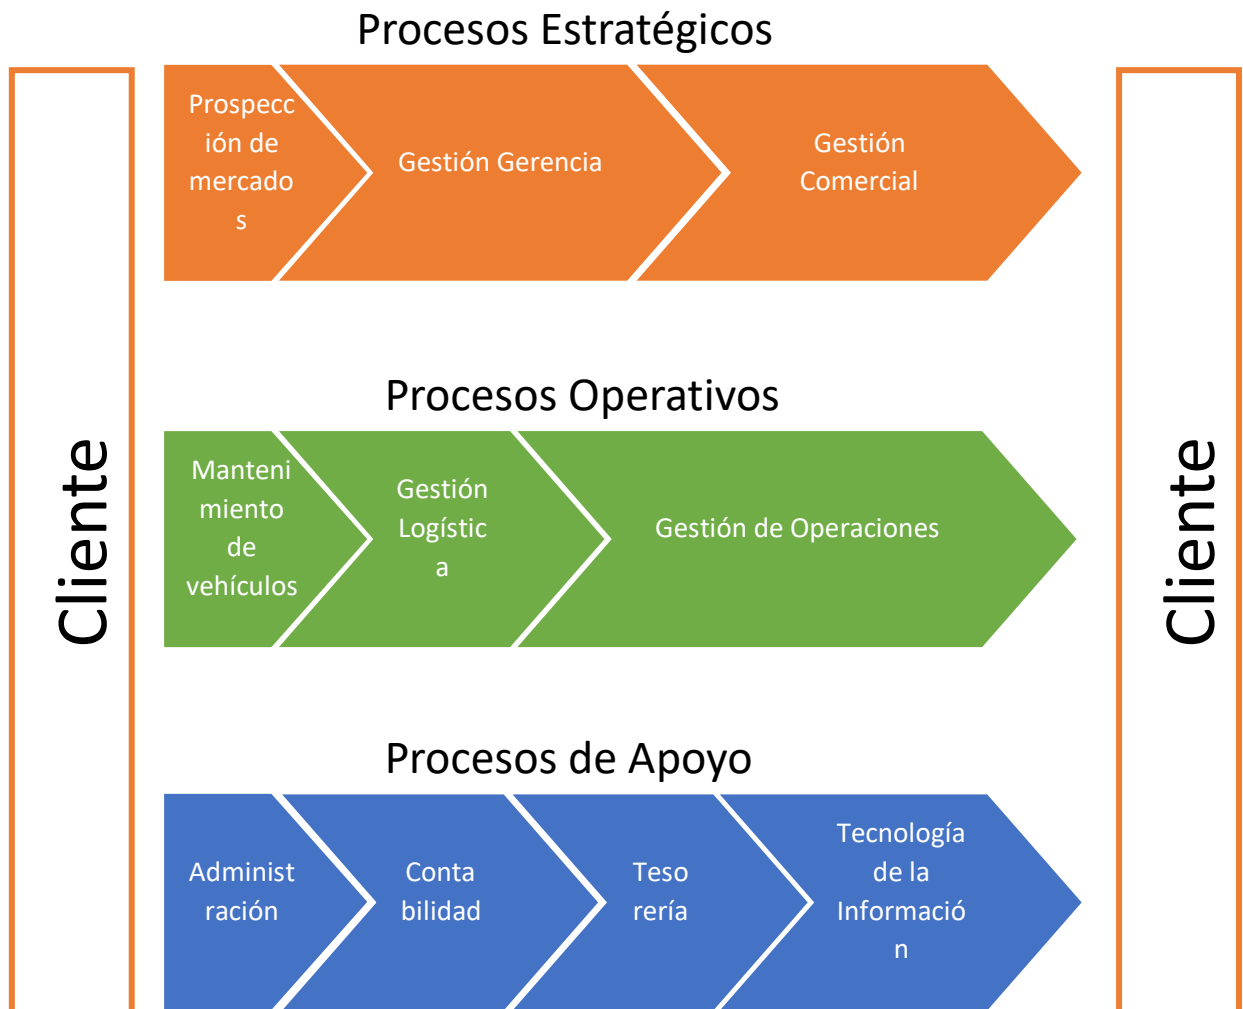 Procesos Estratégicos
Prospecc
ión de
mercado
s
Gestión Gerencia
Gestión
Comercial
Cliente
Procesos Operativos
Manteni
miento
de
vehículos
Gestión
Logístic
a
Gestión de Operaciones
Cliente
Procesos de Apoyo
Administ
ración
Conta
bilidad
Teso
rería
Tecnología
de la
Informació
n